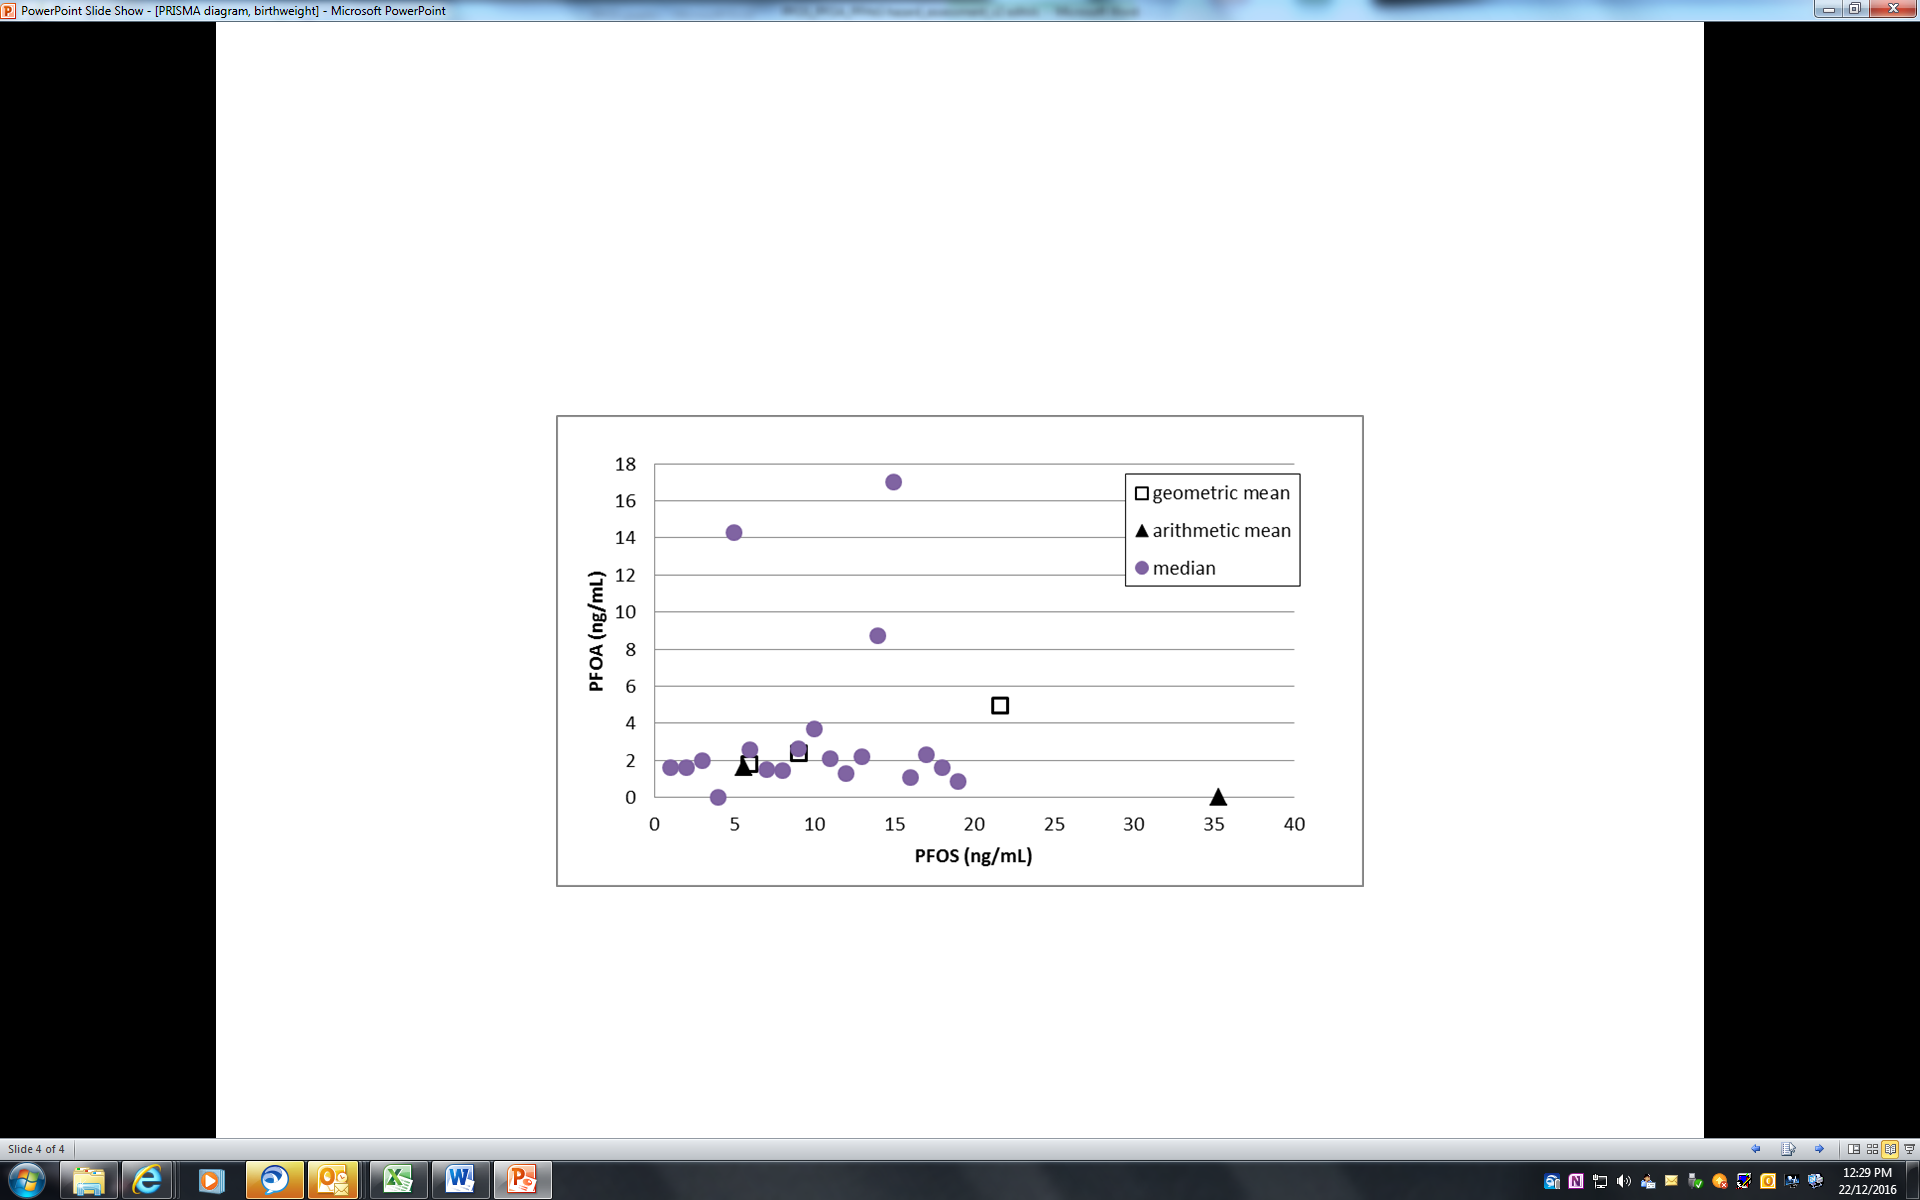 PowerPoint Slide Show - [PRISMA diagram, birthweight] - Microsoft PowerPoint
18
16
14
12
10
8
6
4
2
0
PFOA (ng/mL)
geometric mean
arithmetic mean
median
0 5 10 15 20 25 30 35 40
PFOS (ng/mL)
Slide 4 of 4
12:29 PM
22/12/2016